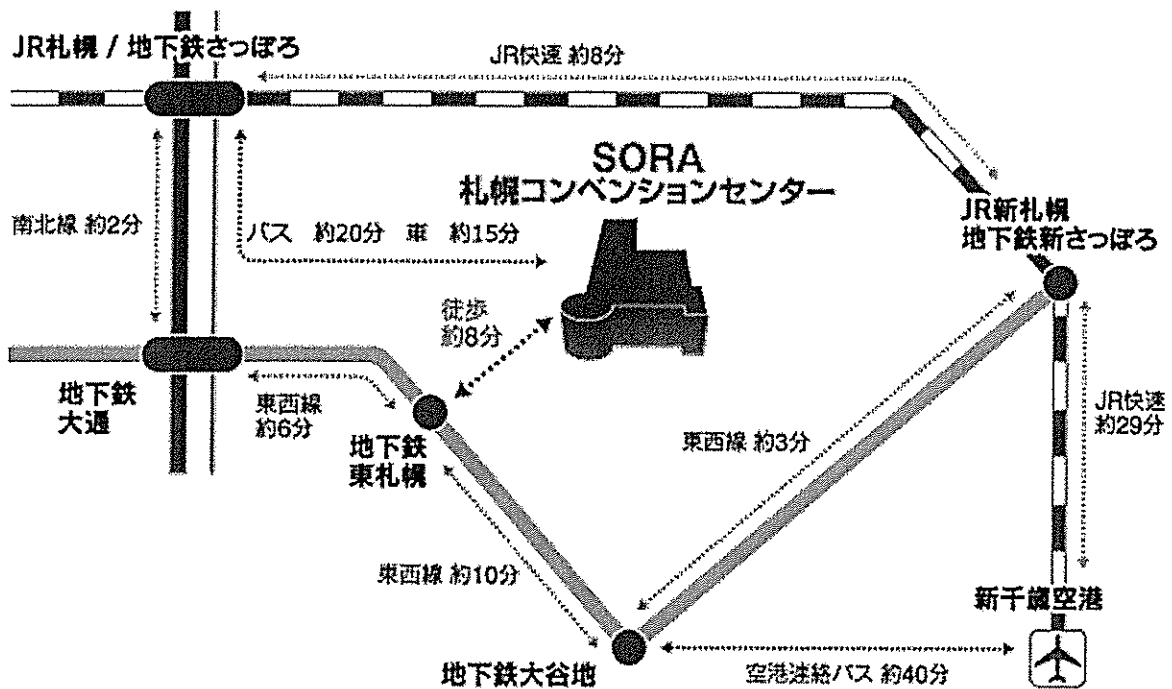 JR札幌 / 地下鉄さっぽろ
JR快速 約8分
SORA
札幌コンベンションセンター
JR新札幌
地下鉄新さっぽろ
南北線 約2分
バス 約20分 車 約15分
徒歩
約8分
地下鉄
大通
東西線
約6分
地下鉄
東札幌
東西線 約3分
JR快速
約29分
東西線 約10分
新千歳空港
地下鉄大谷地
空港連絡バス 約40分